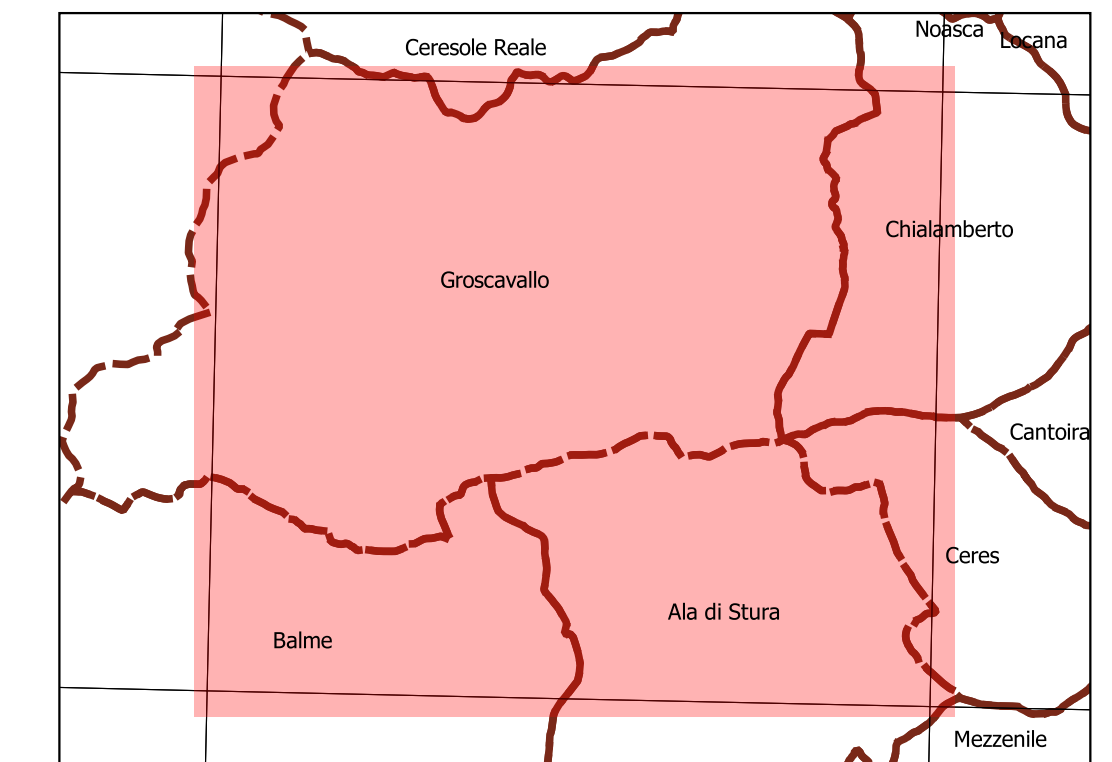 Noasca
Locana
Ceresole Reale
Chialamberto
Groscavallo
Cantoira
Ceres
Ala di Stura
Balme
Mezzenile